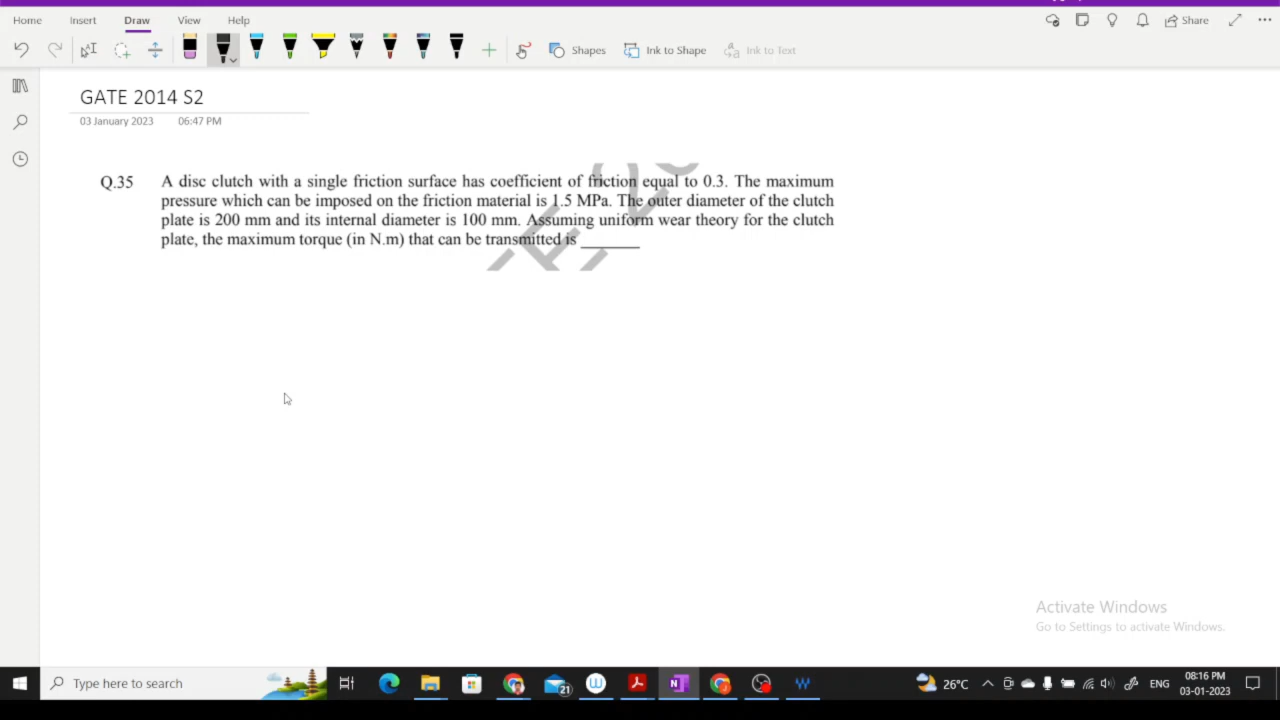 Home Insert Draw View Help Share
Shapes Ink to Shape Ink to Text
GATE 2014 S2
03 January 2023 06:47 PM
Q.35 A disc clutch with a single friction surface has coefficient of friction equal to 0.3. The maximum
pressure which can be imposed on the friction material is 1.5 MPa. The outer diameter of the clutch
plate is 200 mm and its internal diameter is 100 mm. Assuming uniform wear theory for the clutch
plate, the maximum torque (in N.m) that can be transmitted is _______
Activate Windows
Go to Settings to activate Windows.
Type here to search 21 26°C ENG 08:16 PM
03-01-2023